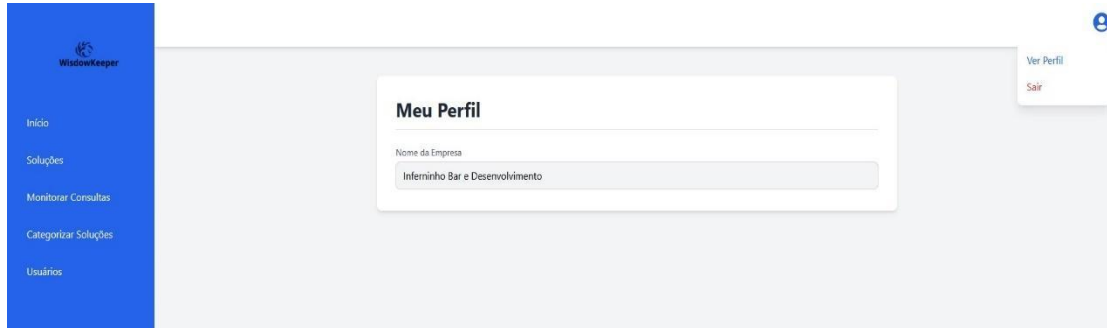 WisdowKeeper
Início
Soluções
Monitorar Consultas
Categorizar Soluções
Usuários
Ver Perfil
Sair
Meu Perfil
Nome da Empresa
Inferninho Bar e Desenvolvimento